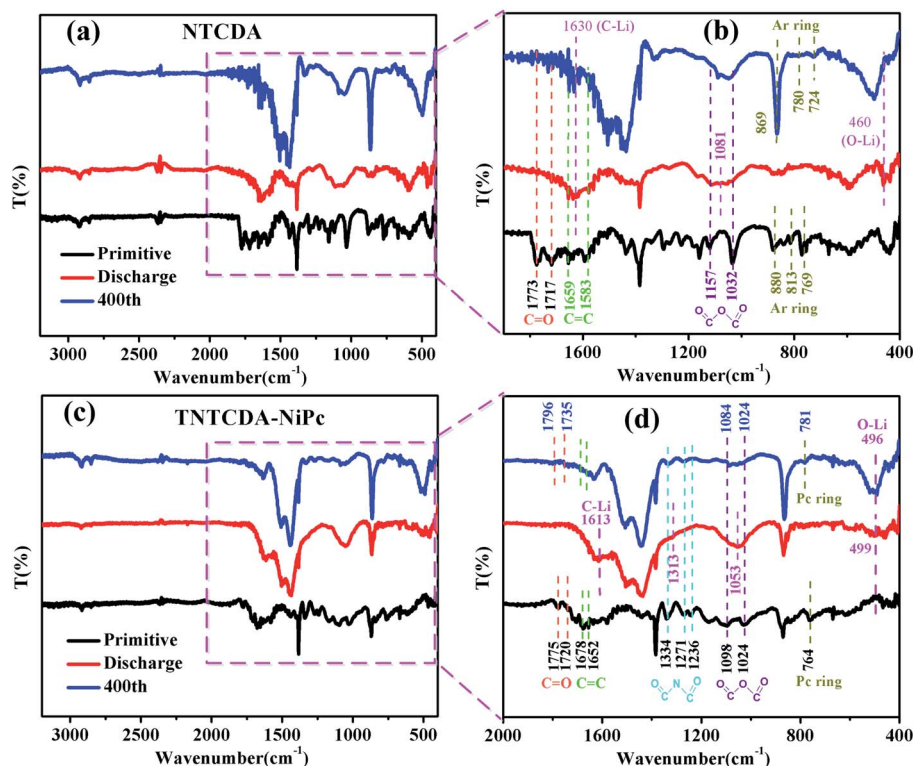 (a)
NTCDA
T(%)
Primitive
Discharge
400th
3200 3000 2500 2000 1500 1000 500
Wavenumber(cm-1)
1630 (C-Li)
(b)
Ar ring
869
780
724
460
(O-Li)
1081
T(%)
1773
1717
1659
1583
1157
1032
880
813
769
C=O
C=C
O C O C O
Ar ring
1600 1200 800 400
Wavenumber(cm-1)
(c)
TNTCDA-NiPc
T(%)
Primitive
Discharge
400th
3200 3000 2500 2000 1500 1000 500
Wavenumber(cm-1)
1796
1735
1084
1024
781
(d)
O-Li
496
C-Li
1613
Pc ring
1313
1053
499
T(%)
1775
1720
1678
1652
1334
1271
1236
1098
1024
764
C=O
C=C
O C N C O
O C O C O
Pc ring
2000 1600 1200 800 400
Wavenumber(cm-1)